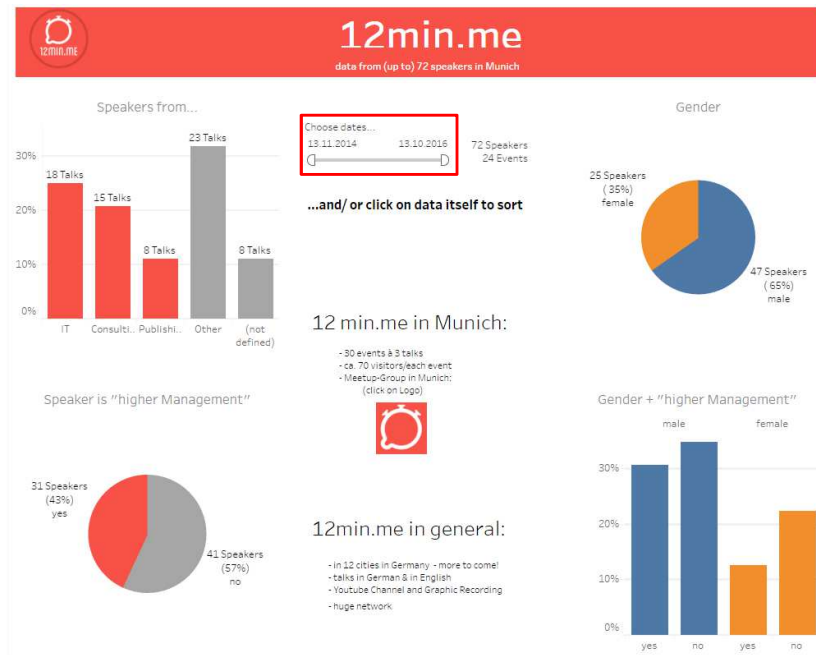 12MIN.ME
12min.me
data from (up to) 72 speakers in Munich
Speakers from...
23 Talks
18 Talks
15 Talks
8 Talks
8 Talks
30%
20%
10%
0%
IT
Consulti..
Publishi..
Other
(not
defined)
Choose dates...
13.11.2014
13.10.2016
72 Speakers
24 Events
...and/ or click on data itself to sort
Gender
25 Speakers
( 35%)
female
47 Speakers
( 65%)
male
12 min.me in Munich:
- 30 events à 3 talks
- ca. 70 visitors/each event
- Meetup-Group in Munich:
(click on Logo)
Speaker is "higher Management"
31 Speakers
(43%)
yes
41 Speakers
(57%)
no
12min.me in general:
- in 12 cities in Germany - more to come!
- talks in German & in English
- Youtube Channel and Graphic Recording
- huge network
Gender + "higher Management"
male
female
30%
20%
10%
0%
yes
no
yes
no